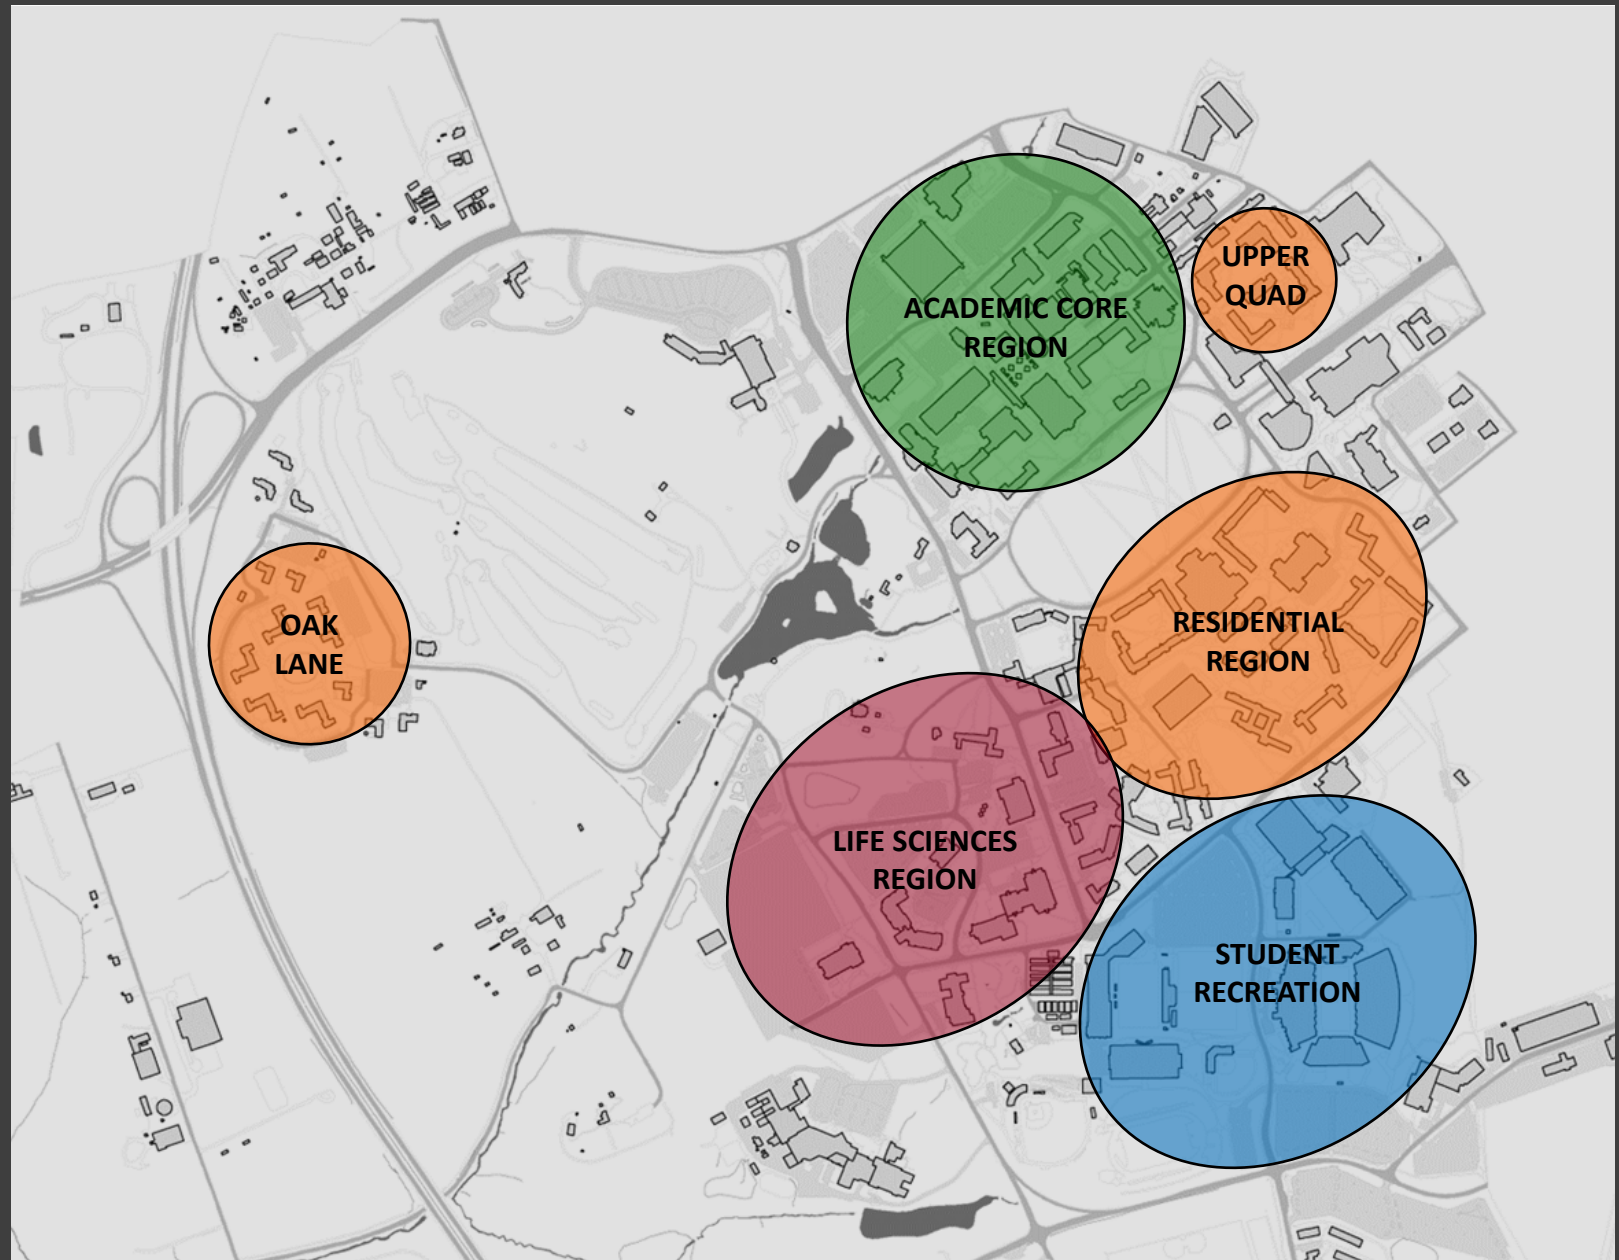 UPPER
QUAD
ACADEMIC CORE
REGION
OAK
LANE
RESIDENTIAL
REGION
LIFE SCIENCES
REGION
STUDENT
RECREATION